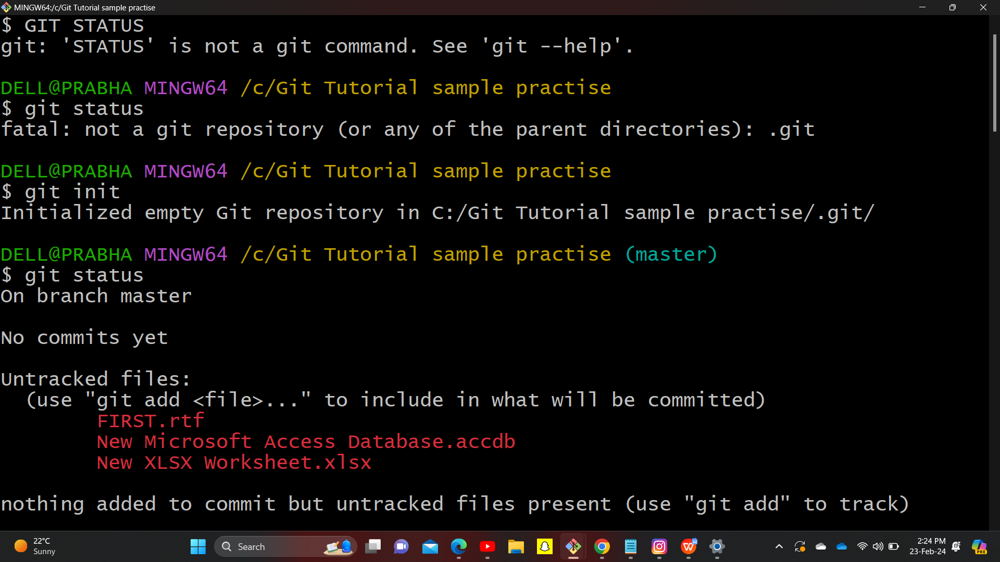 MINGW64:/c/Git Tutorial sample practise
$ GIT STATUS
git: 'STATUS' is not a git command. See 'git --help'.
DELL@PRABHA MINGW64 /c/Git Tutorial sample practise
$ git status
fatal: not a git repository (or any of the parent directories): .git
DELL@PRABHA MINGW64 /c/Git Tutorial sample practise
$ git init
Initialized empty Git repository in C:/Git Tutorial sample practise/.git/
DELL@PRABHA MINGW64 /c/Git Tutorial sample practise (master)
$ git status
On branch master
No commits yet
Untracked files:
  (use "git add <file>..." to include in what will be committed)
        FIRST.rtf
        New Microsoft Access Database.accdb
        New XLSX Worksheet.xlsx
nothing added to commit but untracked files present (use "git add" to track)
22°C
Sunny
Search
2:24 PM
23-Feb-24
PRE